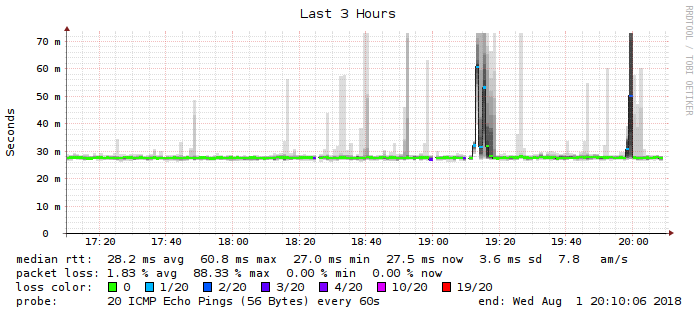 Last 3 Hours
RRDTOOL / TOBI OETIKER
Seconds
70 m
60 m
50 m
40 m
30 m
20 m
10 m
0
17:20 17:40 18:00 18:20 18:40 19:00 19:20 19:40 20:00
median rtt: 28.2 ms avg 60.8 ms max 27.0 ms min 27.5 ms now 3.6 ms sd 7.8 am/s
packet loss: 1.83 % avg 88.33 % max 0.00 % min 0.00 % now
loss color: 0 1/20 2/20 3/20 4/20 10/20 19/20
probe: 20 ICMP Echo Pings (56 Bytes) every 60s end: Wed Aug 1 20:10:06 2018